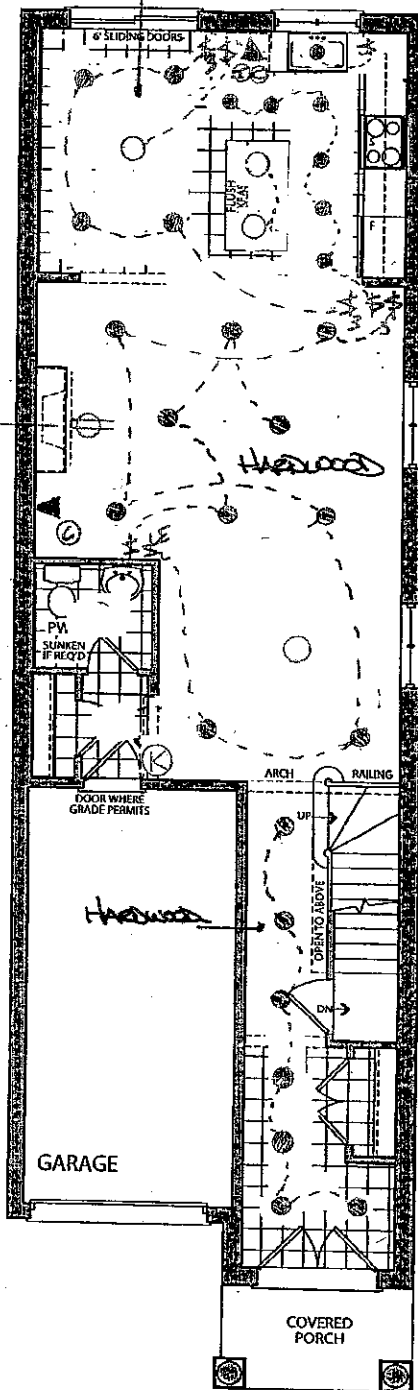 6' SLIDING DOORS
FLUSH
F
HARDWOOD
C
PW
SUNKEN
IF REQ'D
K
DOOR WHERE
GRADE PERMITS
ARCH
RAILING
UP
OPEN TO ABOVE
HARDWOOD
DN
GARAGE
COVERED
PORCH